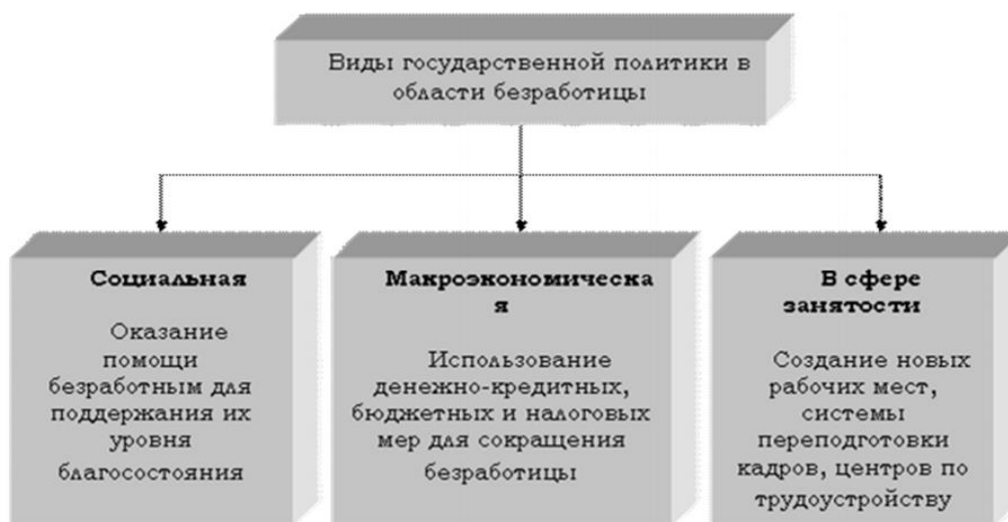 Виды государственной политики в
области безработицы
Социальная
Оказание
помощи
безработным для
поддержания их
уровня
благосостояния
Макроэкономическа
я
Использование
денежно-кредитных,
бюджетных и налоговых
мер для сокращения
безработицы
В сфере
занятости
Создание новых
рабочих мест,
системы
переподготовки
кадров, центров по
трудоустройству